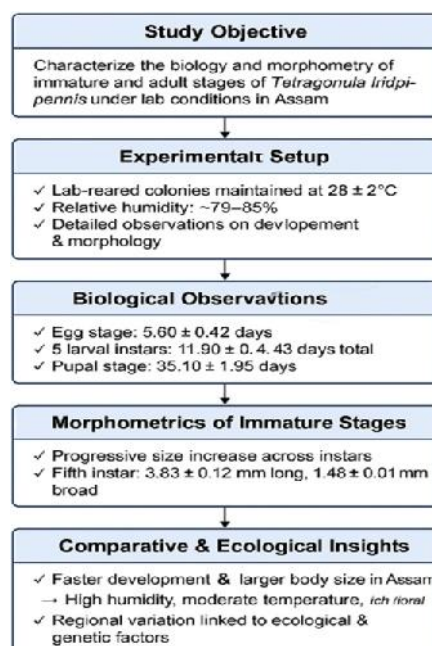 Study Objective
Characterize the biology and morphometry of
immature and adult stages of Tetragonula Iridpi-
pennis under lab conditions in Assam
Experimentalt Setup
✓ Lab-reared colonies maintained at 28 ± 2°C
✓ Relative humidity: ~79–85%
✓ Detailed observations on devlopement
& morphology
Biological Observavtions
✓ Egg stage: 5.60 ± 0.42 days
✓ 5 larval instars: 11.90 ± 0.4. 43 days total
✓ Pupal stage: 35.10 ± 1.95 days
Morphometrics of Immature Stages
✓ Progressive size increase across instars
✓ Fifth instar: 3.83 ± 0.12 mm long, 1.48 ± 0.01 mm
broad
Comparative & Ecological Insights
✓ Faster development & larger body size in Assam
→ High humidity, moderate temperature, ich
✓ Regional variation linked to ecological &
genetic factors